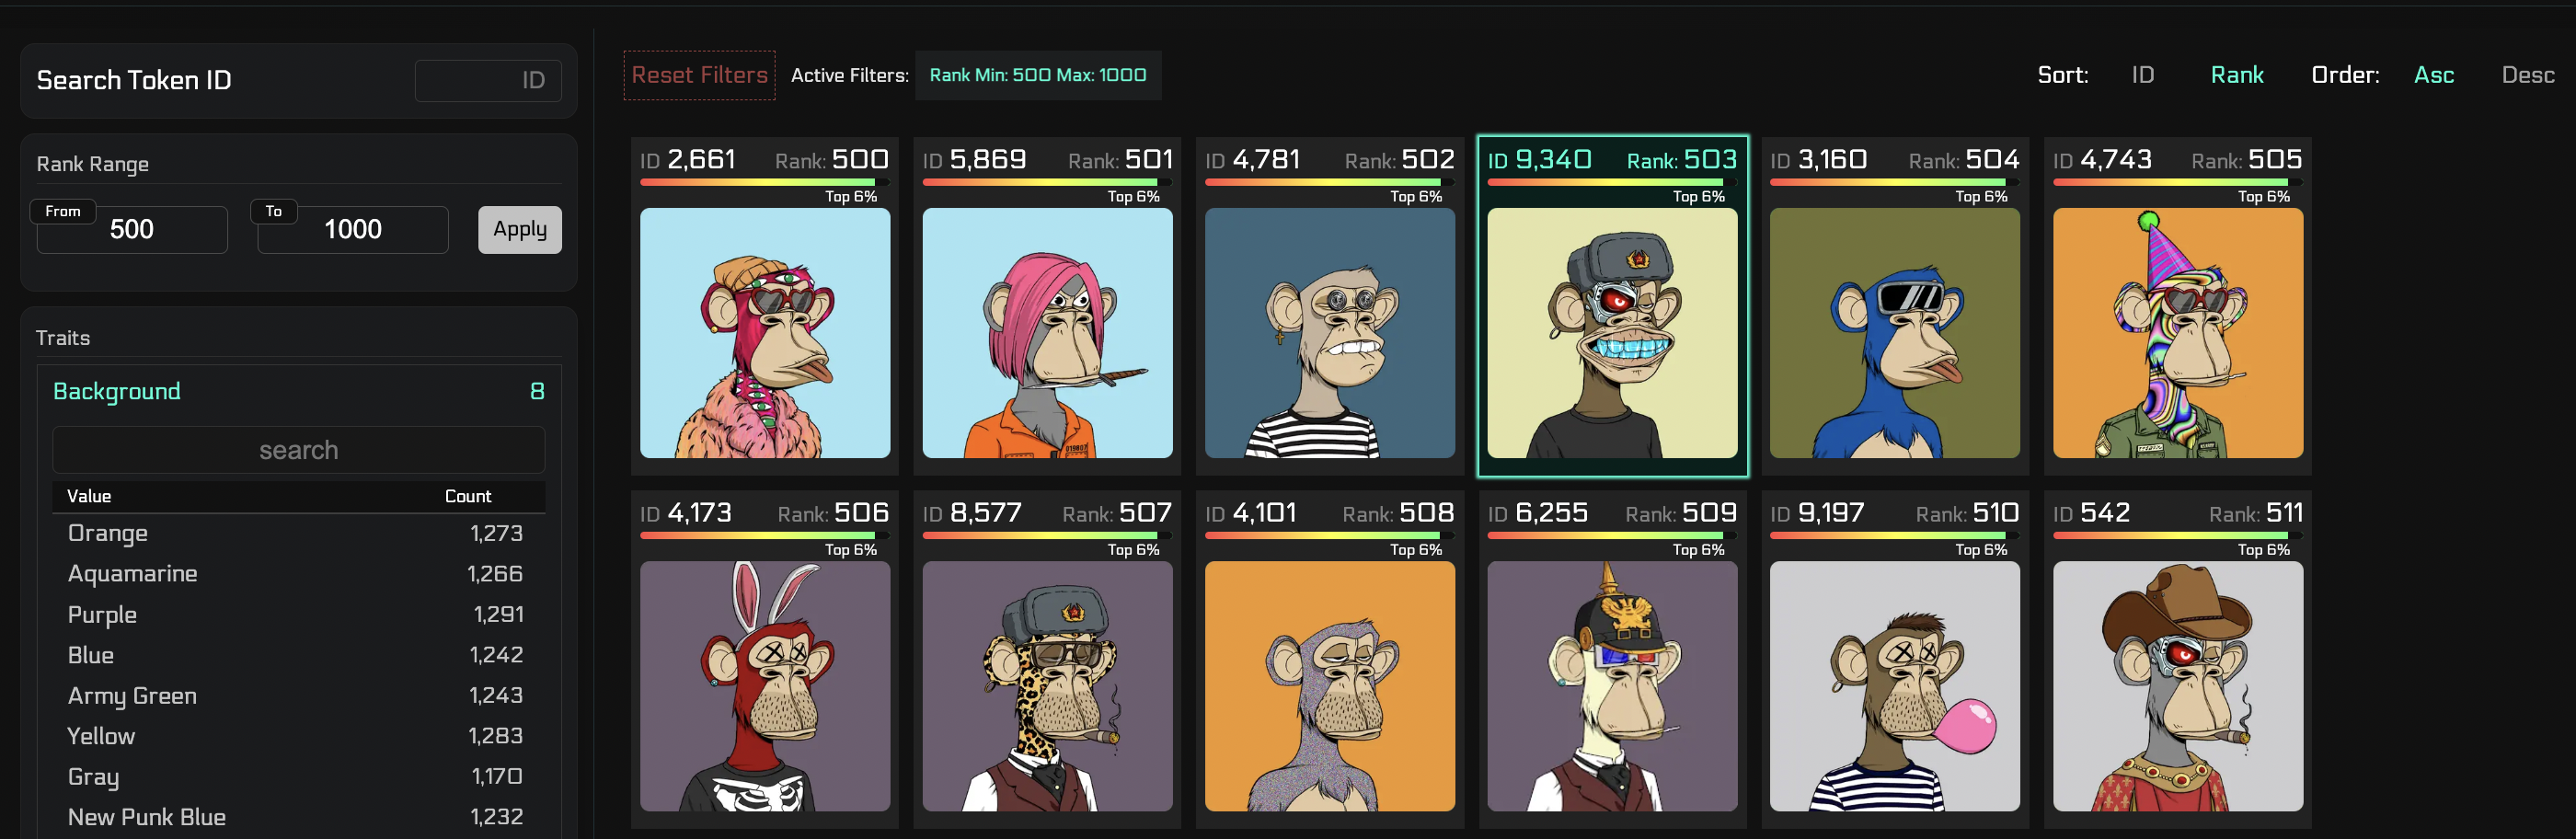 Search Token ID
ID
Rank Range
From
500
To
1000
Apply
Traits
Background 8
search
Value Count
Orange 1,273
Aquamarine 1,266
Purple 1,291
Blue 1,242
Army Green 1,243
Yellow 1,283
Gray 1,170
New Punk Blue 1,232
Reset Filters Active Filters: Rank Min: 500 Max: 1000
Sort: ID Rank Order: Asc Desc
ID 2,661 Rank: 500
Top 6%
ID 5,869 Rank: 501
Top 6%
ID 4,781 Rank: 502
Top 6%
ID 9,340 Rank: 503
Top 6%
ID 3,160 Rank: 504
Top 6%
ID 4,743 Rank: 505
Top 6%
ID 4,173 Rank: 506
Top 6%
ID 8,577 Rank: 507
Top 6%
ID 4,101 Rank: 508
Top 6%
ID 6,255 Rank: 509
Top 6%
ID 9,197 Rank: 510
Top 6%
ID 542 Rank: 511
Top 6%